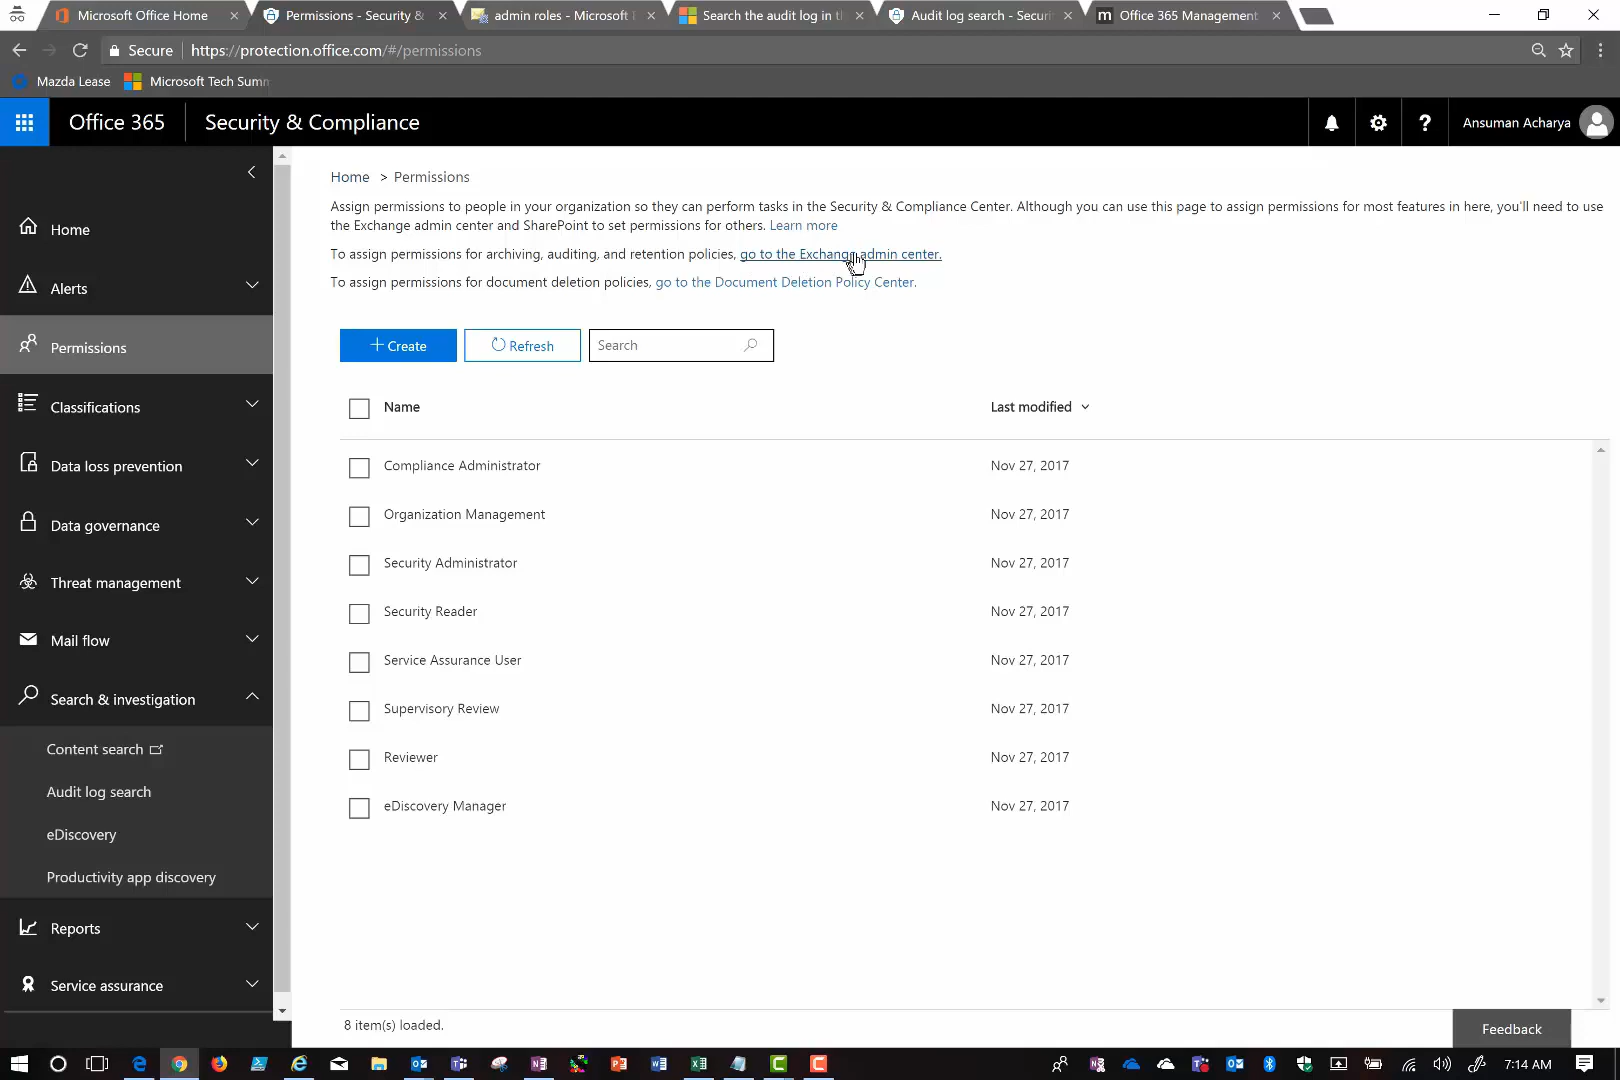 Microsoft Office Home
Permissions - Security &
admin roles - Microsoft
Search the audit log in
Audit log search - Securi
Office 365 Management
Secure
https://protection.office.com/#/permissions
Mazda Lease
Microsoft Tech Summ
Office 365
Security & Compliance
Ansuman Acharya
Home
Alerts
Permissions
Classifications
Data loss prevention
Data governance
Threat management
Mail flow
Search & investigation
Content search
Audit log search
eDiscovery
Productivity app discovery
Reports
Service assurance
Home > Permissions
Assign permissions to people in your organization so they can perform tasks in the Security & Compliance Center. Although you can use this page to assign permissions for most features in here, you'll need to use
the Exchange admin center and SharePoint to set permissions for others. Learn more
To assign permissions for archiving, auditing, and retention policies, go to the Exchange admin center.
To assign permissions for document deletion policies, go to the Document Deletion Policy Center.
+ Create
Refresh
Search
Name
Last modified
Compliance Administrator
Nov 27, 2017
Organization Management
Nov 27, 2017
Security Administrator
Nov 27, 2017
Security Reader
Nov 27, 2017
Service Assurance User
Nov 27, 2017
Supervisory Review
Nov 27, 2017
Reviewer
Nov 27, 2017
eDiscovery Manager
Nov 27, 2017
8 item(s) loaded.
Feedback
7:14 AM